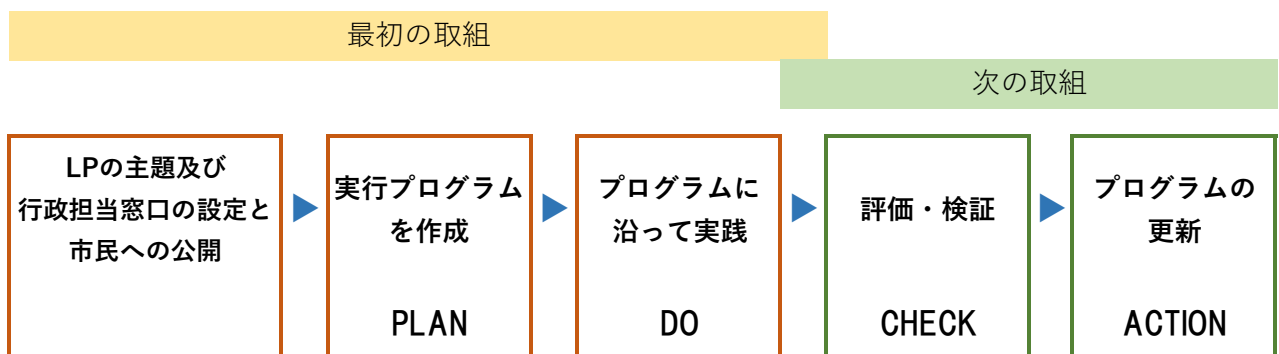 最初の取組
次の取組
LPの主題及び
行政担当窓口の設定と
市民への公開
実行プログラム
を作成
PLAN
プログラムに
沿って実践
DO
評価・検証
CHECK
プログラムの
更新
ACTION